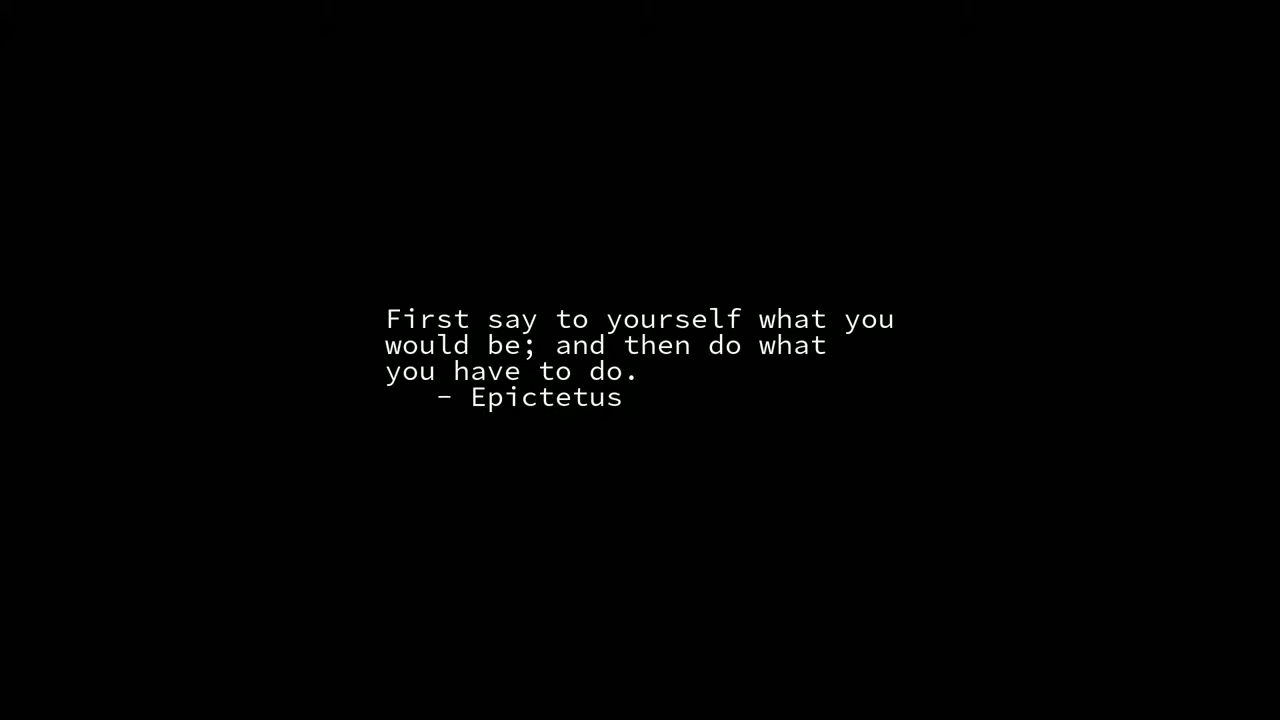 First say to yourself what you
would be; and then do what
you have to do.
- Epictetus